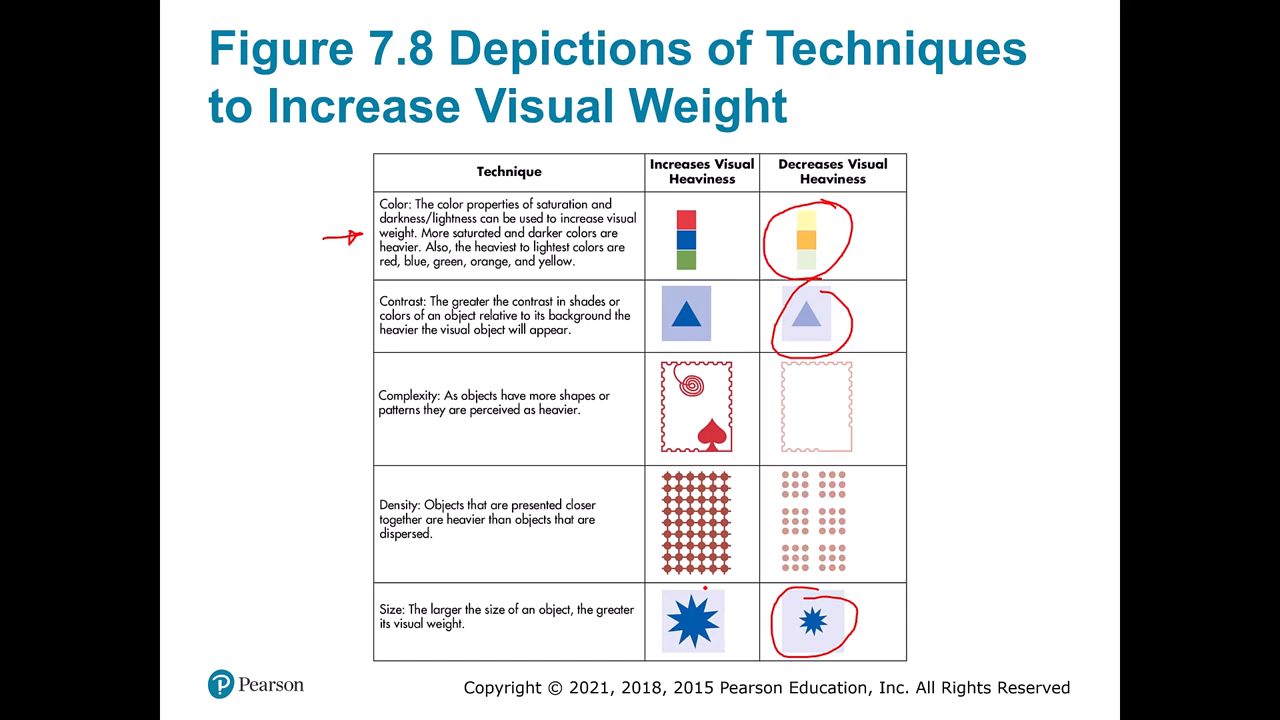 Figure 7.8 Depictions of Techniques
to Increase Visual Weight
Technique
Increases Visual
Heaviness
Decreases Visual
Heaviness
Color: The color properties of saturation and
darkness/lightness can be used to increase visual
weight. More saturated and darker colors are
heavier. Also, the heaviest to lightest colors are
red, blue, green, orange, and yellow.
Contrast: The greater the contrast in shades or
colors of an object relative to its background the
heavier the visual object will appear.
Complexity: As objects have more shapes or
patterns they are perceived as heavier.
Density: Objects that are presented closer
together are heavier than objects that are
dispersed.
Size: The larger the size of an object, the greater
its visual weight.
P Pearson
Copyright © 2021, 2018, 2015 Pearson Education, Inc. All Rights Reserved